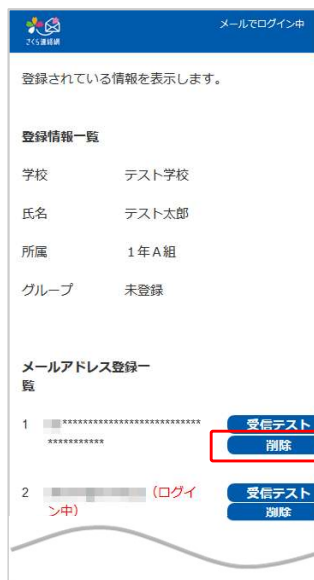 さくら連絡網
メールでログイン中
登録されている情報を表示します。
登録情報一覧
学校 テスト学校
氏名 テスト太郎
所属 1年A組
グループ 未登録
メールアドレス登録一
覧
1 ************************** 受信テスト
*********** 削除
2 (ログイ 受信テスト
ン中) 削除